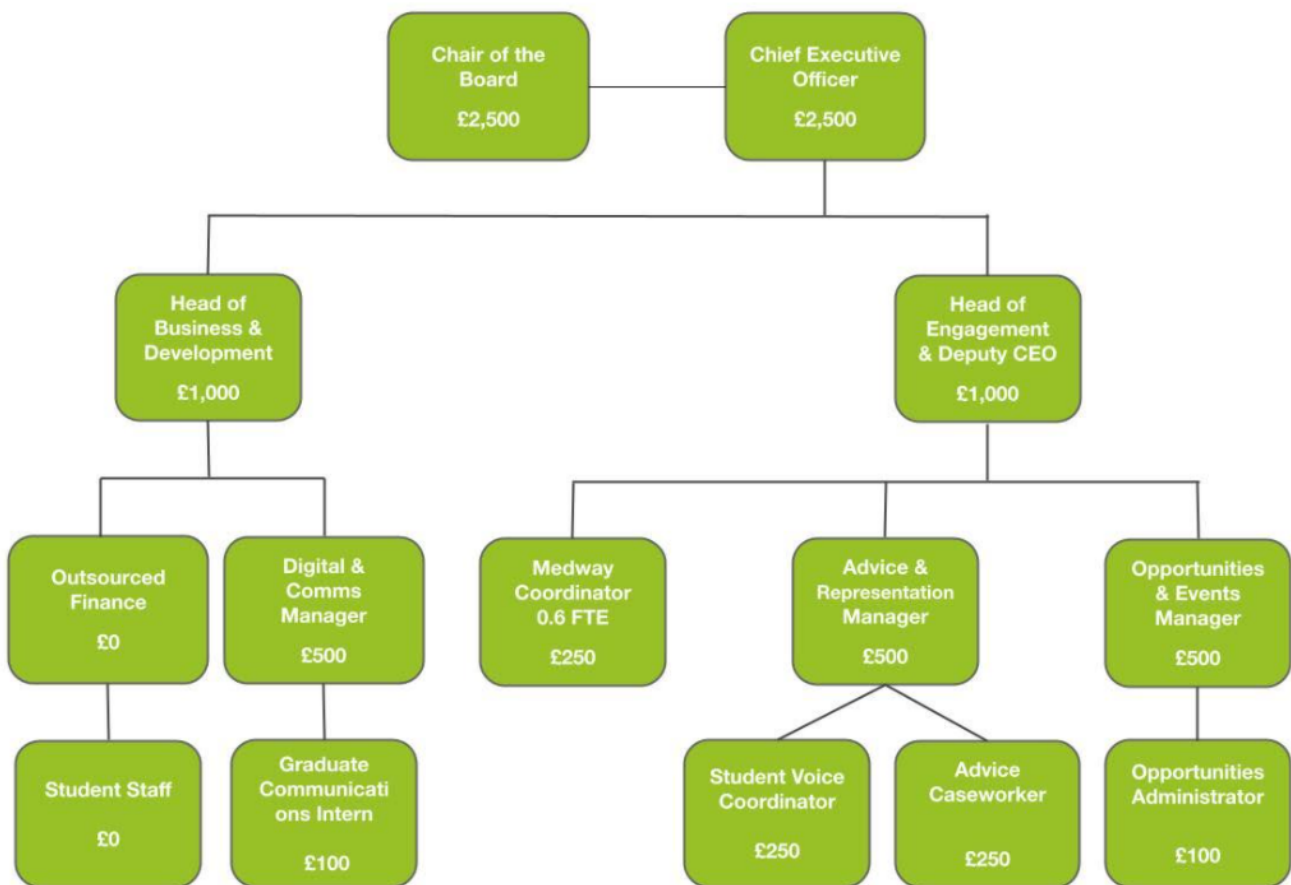 Chair of the
Board
£2,500
Chief Executive
Officer
£2,500
Head of
Business &
Development
£1,000
Head of
Engagement
& Deputy CEO
£1,000
Outsourced
Finance
£0
Digital &
Comms
Manager
£500
Medway
Coordinator
0.6 FTE
£250
Advice &
Representation
Manager
£500
Opportunities
& Events
Manager
£500
Student Staff
£0
Graduate
Communicati
ons Intern
£100
Student Voice
Coordinator
£250
Advice
Caseworker
£250
Opportunities
Administrator
£100